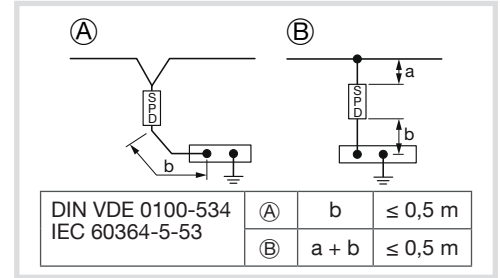 Ⓐ
Ⓑ
SPD
b
a
SPD
b
DIN VDE 0100-534
IEC 60364-5-53
Ⓐ b ≤ 0,5 m
Ⓑ a + b ≤ 0,5 m